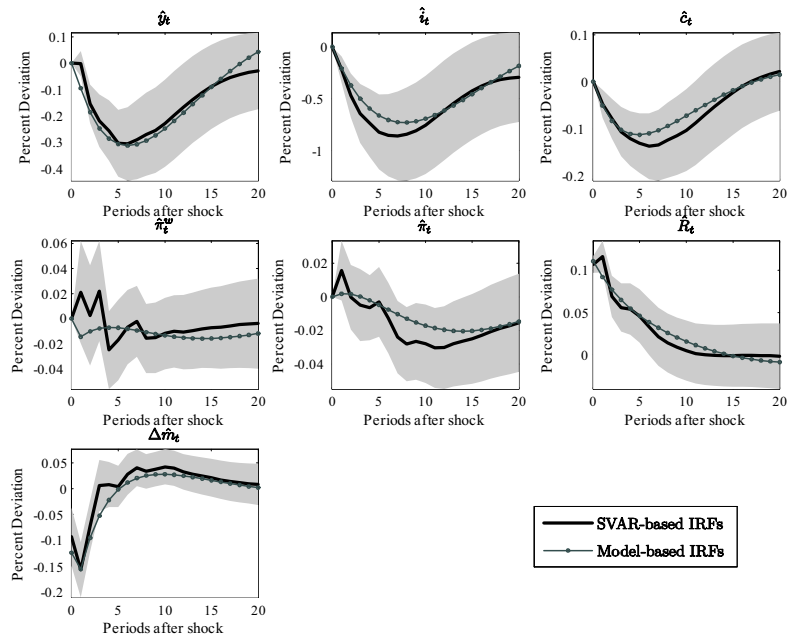 ŷₜ
îₜ
ĉₜ
0.1
0
-0.1
-0.2
-0.3
-0.4
Percent Deviation
0 5 10 15 20
Periods after shock
0
-0.5
-1
Percent Deviation
0 5 10 15 20
Periods after shock
0.1
0
-0.1
-0.2
Percent Deviation
0 5 10 15 20
Periods after shock
π̂ₜʷ
π̂ₜ
R̂ₜ
0.06
0.04
0.02
0
-0.02
-0.04
Percent Deviation
0 5 10 15 20
Periods after shock
0.02
0
-0.02
-0.04
Percent Deviation
0 5 10 15 20
Periods after shock
0.1
0.05
0
Percent Deviation
0 5 10 15 20
Periods after shock
Δm̂ₜ
0.05
0
-0.05
-0.1
-0.15
-0.2
Percent Deviation
0 5 10 15 20
Periods after shock
SVAR-based IRFs
Model-based IRFs